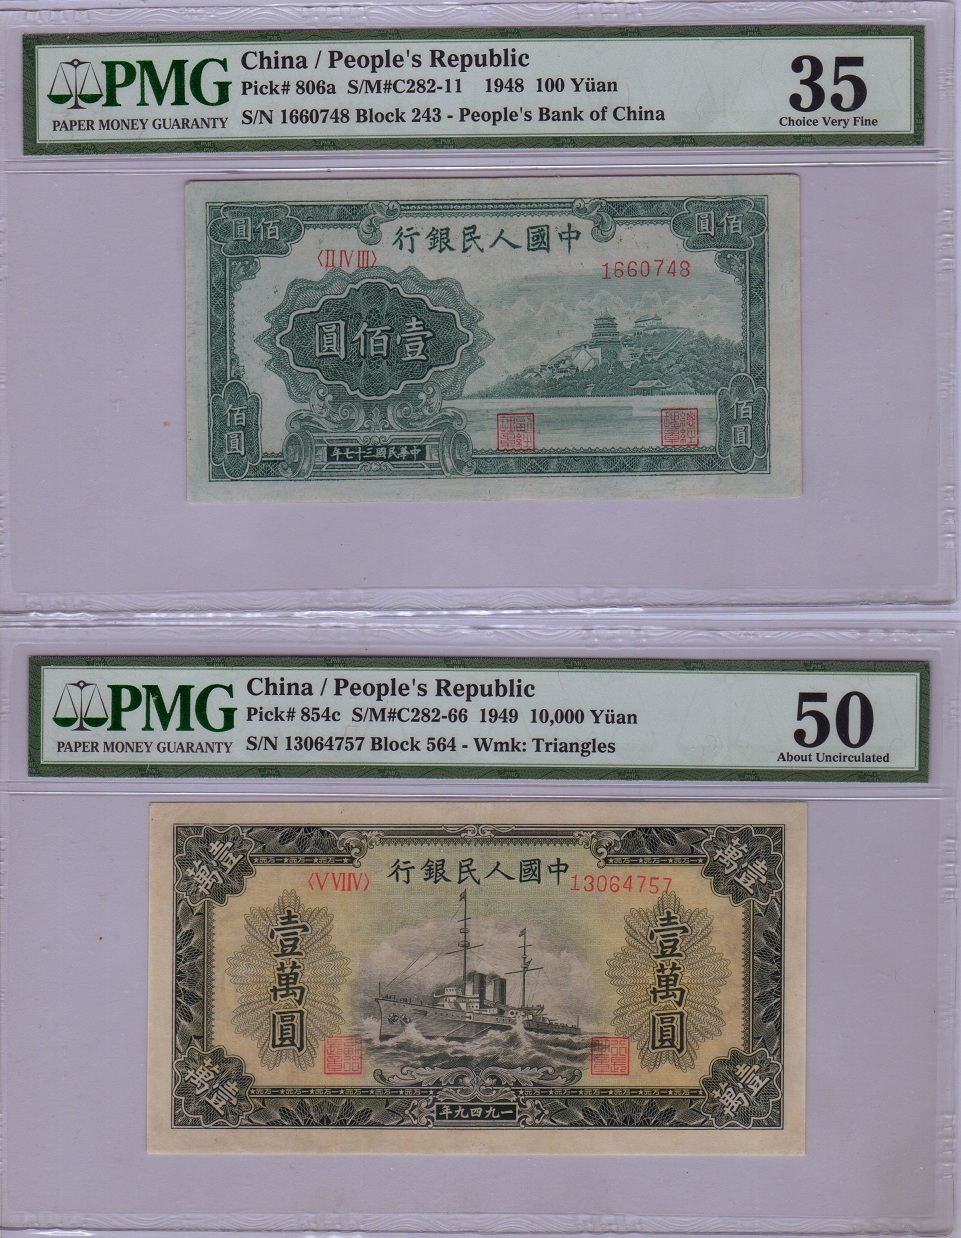 PMG
PAPER MONEY GUARANTY
China / People's Republic
Pick# 806a S/M#C282-11 1948 100 Yüan
S/N 1660748 Block 243 - People's Bank of China
35
Choice Very Fine
圓佰
圓佰
行銀民人國中
〈II IV III〉
1660748
圓佰壹
佰圓
佰圓
年七十三國民華中
PMG
PAPER MONEY GUARANTY
China / People's Republic
Pick# 854c S/M#C282-66 1949 10,000 Yüan
S/N 13064757 Block 564 - Wmk: Triangles
50
About Uncirculated
萬壹
萬壹
行銀民人國中
〈V VII IV〉
13064757
壹萬圓
壹萬圓
萬壹
萬壹
年九四九一